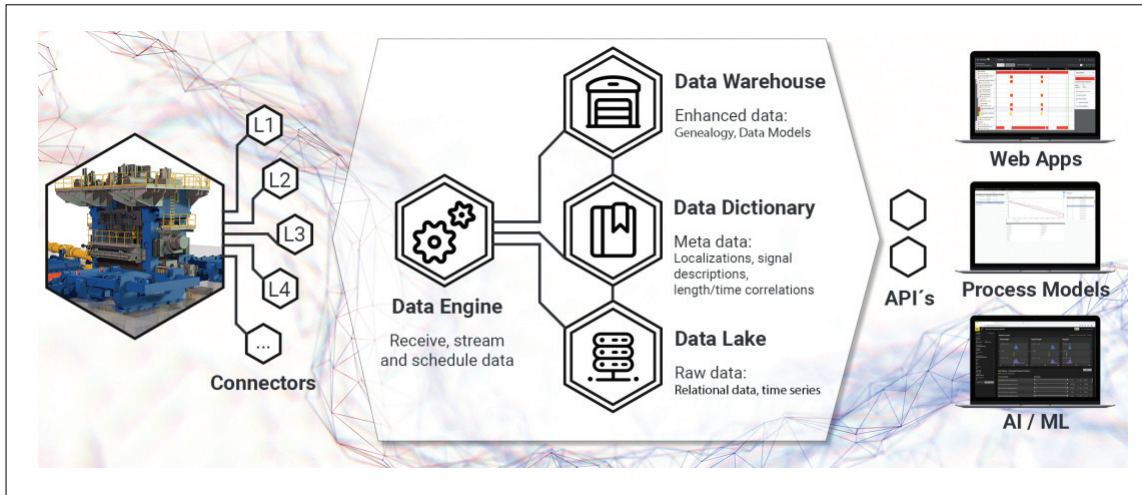 L1
L2
L3
L4
...
Connectors
Data Engine
Receive, stream
and schedule data
Data Warehouse
Enhanced data:
Genealogy, Data Models
Data Dictionary
Meta data:
Localizations, signal
descriptions,
length/time correlations
Data Lake
Raw data:
Relational data, time series
API´s
Web Apps
Process Models
AI / ML